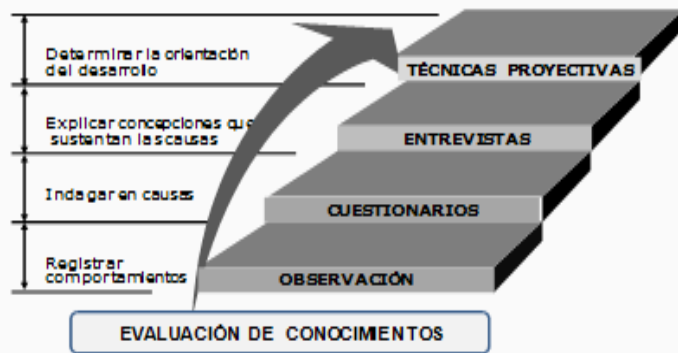 Determinar la orientación
del desarrollo
TÉCNICAS PROYECTIVAS
Explicar concepciones que
sustentan las causas
ENTREVISTAS
Indagar en causas
CUESTIONARIOS
Registrar
comportamientos
OBSERVACIÓN
EVALUACIÓN DE CONOCIMIENTOS